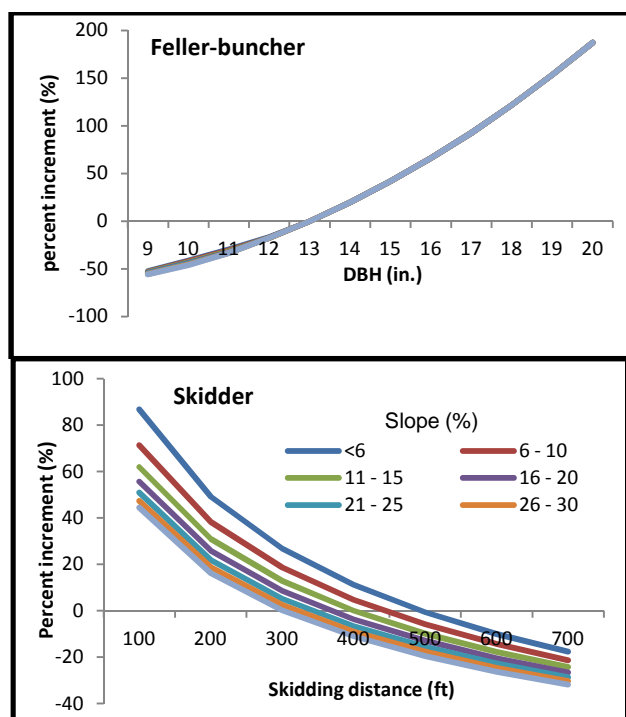 Feller-buncher
percent increment (%)
200
150
100
50
0
-50
-100
9 10 11 12 13 14 15 16 17 18 19 20
DBH (in.)
Skidder
Percent increment (%)
100
80
60
40
20
0
-20
-40
Slope (%)
<6 6 - 10
11 - 15 16 - 20
21 - 25 26 - 30
100 200 300 400 500 600 700
Skidding distance (ft)